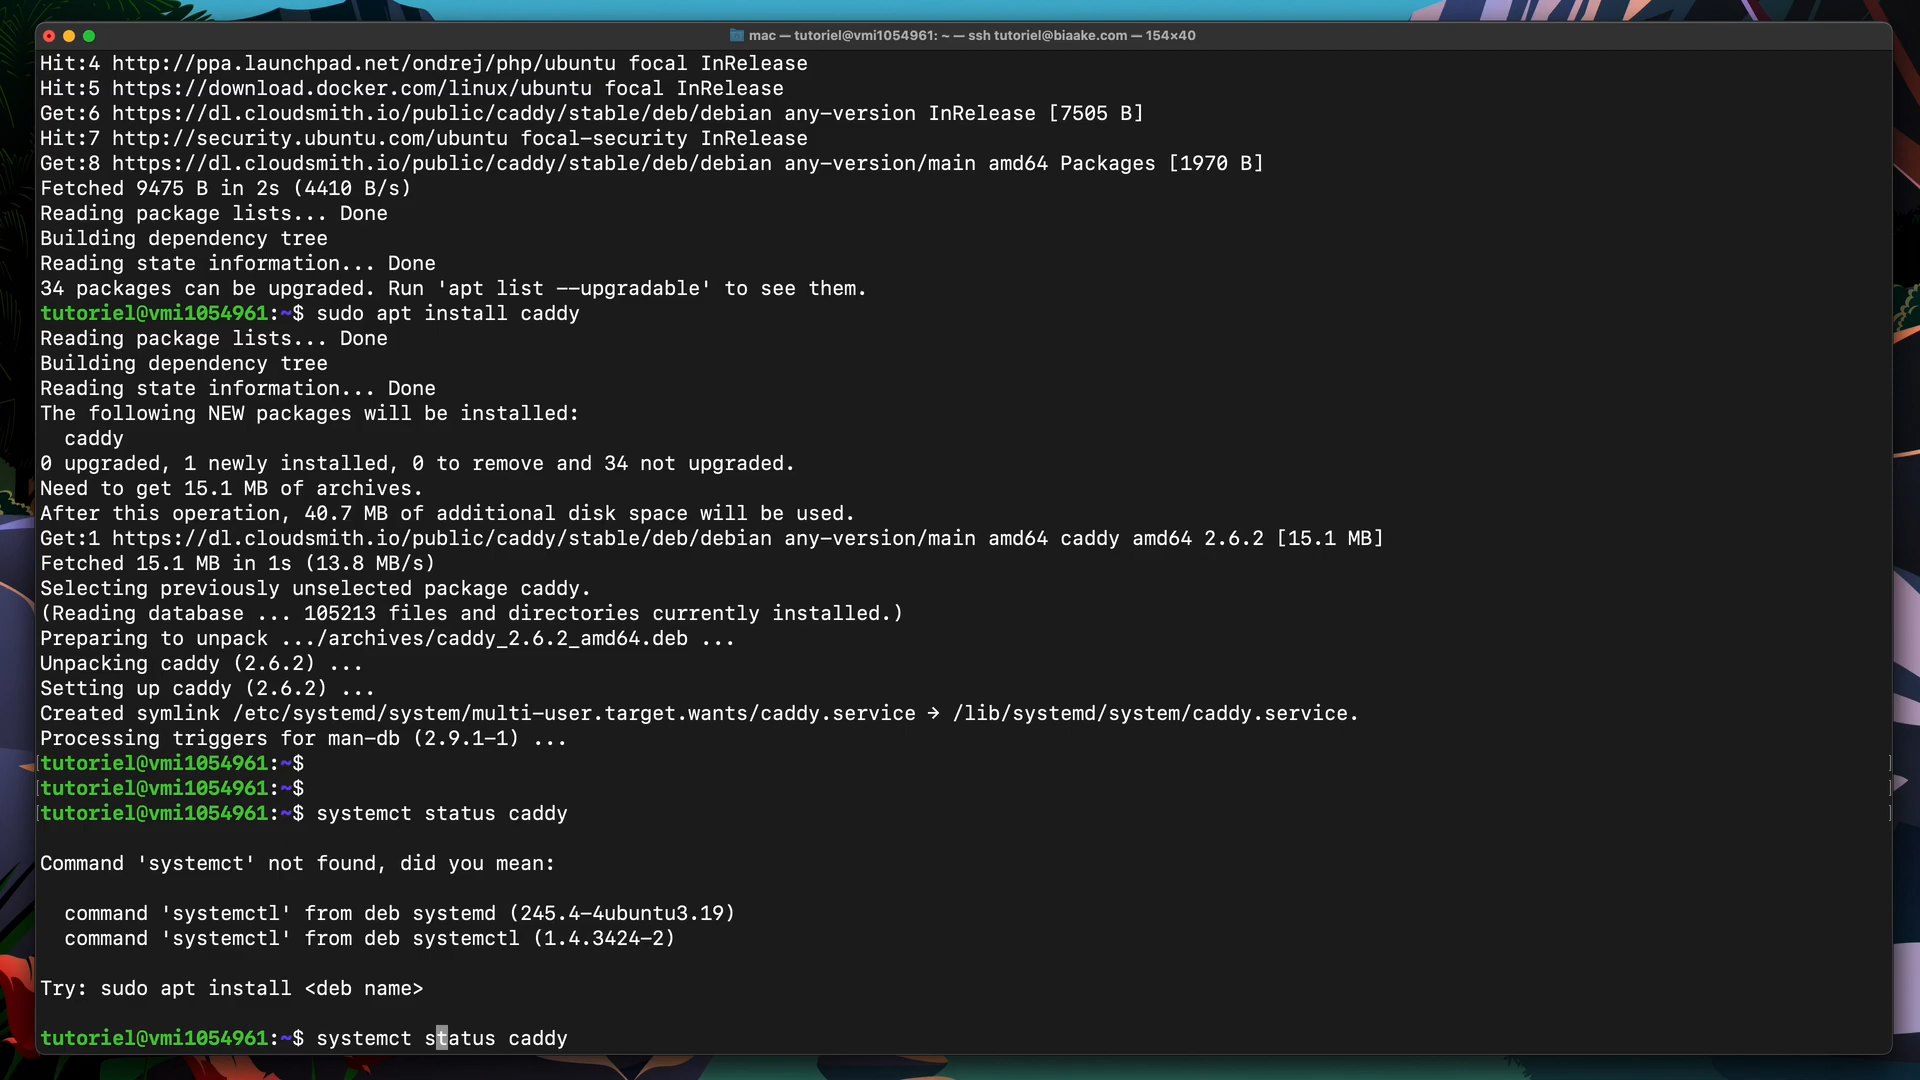 mac — tutoriel@vmi1054961: ~ — ssh tutoriel@biaake.com — 154×40
Hit:4 http://ppa.launchpad.net/ondrej/php/ubuntu focal InRelease
Hit:5 https://download.docker.com/linux/ubuntu focal InRelease
Get:6 https://dl.cloudsmith.io/public/caddy/stable/deb/debian any-version InRelease [7505 B]
Hit:7 http://security.ubuntu.com/ubuntu focal-security InRelease
Get:8 https://dl.cloudsmith.io/public/caddy/stable/deb/debian any-version/main amd64 Packages [1970 B]
Fetched 9475 B in 2s (4410 B/s)
Reading package lists... Done
Building dependency tree
Reading state information... Done
34 packages can be upgraded. Run 'apt list --upgradable' to see them.
tutoriel@vmi1054961:~$ sudo apt install caddy
Reading package lists... Done
Building dependency tree
Reading state information... Done
The following NEW packages will be installed:
  caddy
0 upgraded, 1 newly installed, 0 to remove and 34 not upgraded.
Need to get 15.1 MB of archives.
After this operation, 40.7 MB of additional disk space will be used.
Get:1 https://dl.cloudsmith.io/public/caddy/stable/deb/debian any-version/main amd64 caddy amd64 2.6.2 [15.1 MB]
Fetched 15.1 MB in 1s (13.8 MB/s)
Selecting previously unselected package caddy.
(Reading database ... 105213 files and directories currently installed.)
Preparing to unpack .../archives/caddy_2.6.2_amd64.deb ...
Unpacking caddy (2.6.2) ...
Setting up caddy (2.6.2) ...
Created symlink /etc/systemd/system/multi-user.target.wants/caddy.service → /lib/systemd/system/caddy.service.
Processing triggers for man-db (2.9.1-1) ...
[tutoriel@vmi1054961:~$ ]
[tutoriel@vmi1054961:~$ ]
[tutoriel@vmi1054961:~$ systemct status caddy ]
Command 'systemct' not found, did you mean:
  command 'systemctl' from deb systemd (245.4-4ubuntu3.19)
  command 'systemctl' from deb systemctl (1.4.3424-2)
Try: sudo apt install <deb name>
tutoriel@vmi1054961:~$ systemct status caddy